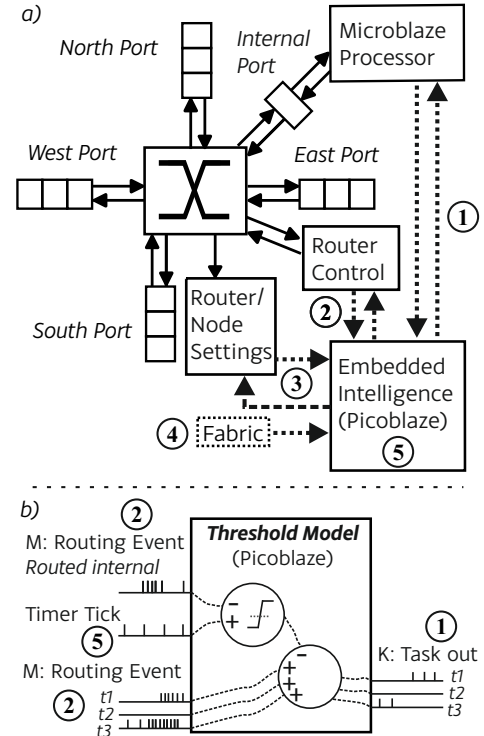 a)
North Port
Internal
Port
Microblaze
Processor
West Port
East Port
1
Router
Control
2
South Port
Router/
Node
Settings
3
Embedded
Intelligence
(Picoblaze)
5
4
Fabric
b)
2
M: Routing Event
Routed internal
Threshold Model
(Picoblaze)
−
+
Timer Tick
5
1
K: Task out
M: Routing Event
2
t1
t2
t3
−
+
+
+
t1
t2
t3